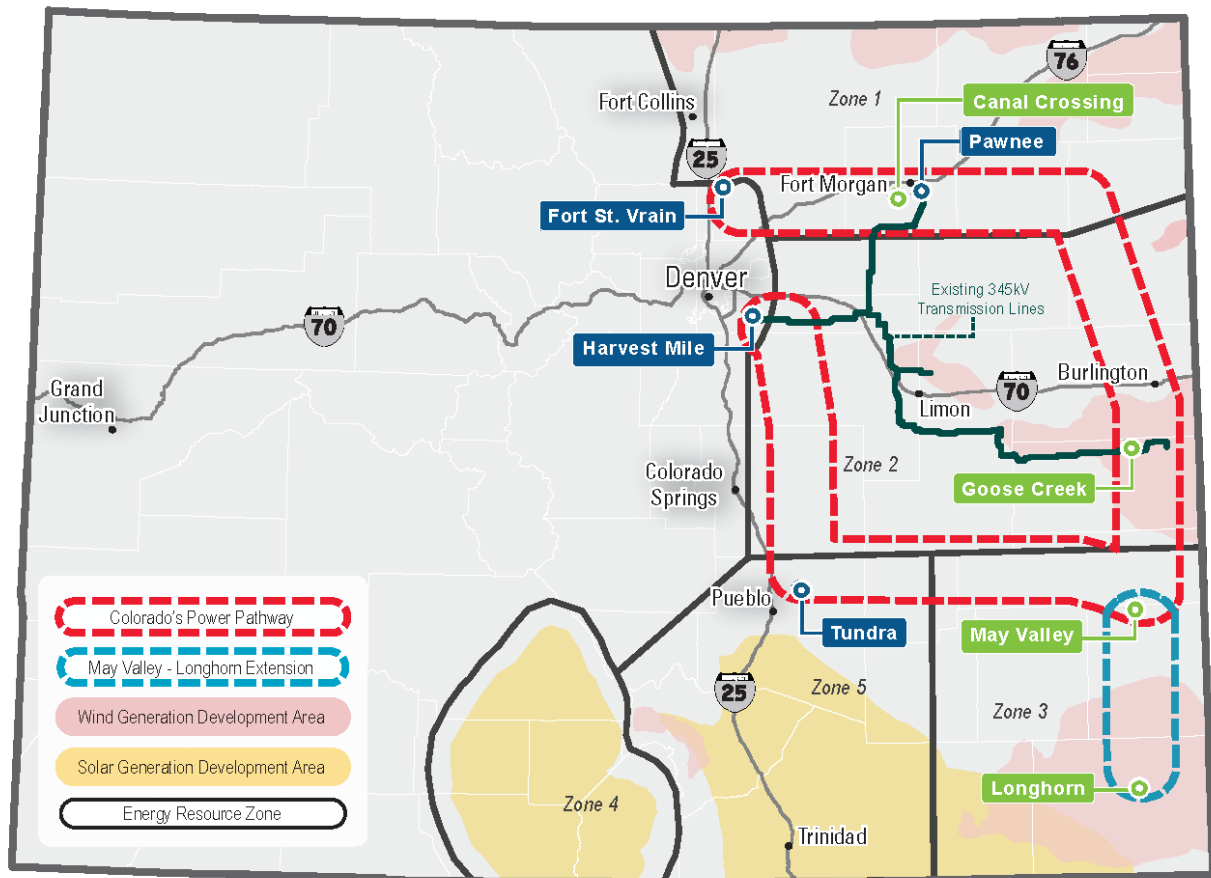 76
Fort Collins
Zone 1
Canal Crossing
25
Pawnee
Fort Morgan
Fort St. Vrain
Denver
Existing 345kV
Transmission Lines
70
Harvest Mile
Burlington
70
Grand
Junction
Limon
Colorado
Springs
Zone 2
Goose Creek
Pueblo
Tundra
May Valley
Colorado's Power Pathway
May Valley - Longhorn Extension
25
Zone 5
Zone 3
Wind Generation Development Area
Solar Generation Development Area
Longhorn
Zone 4
Energy Resource Zone
Trinidad